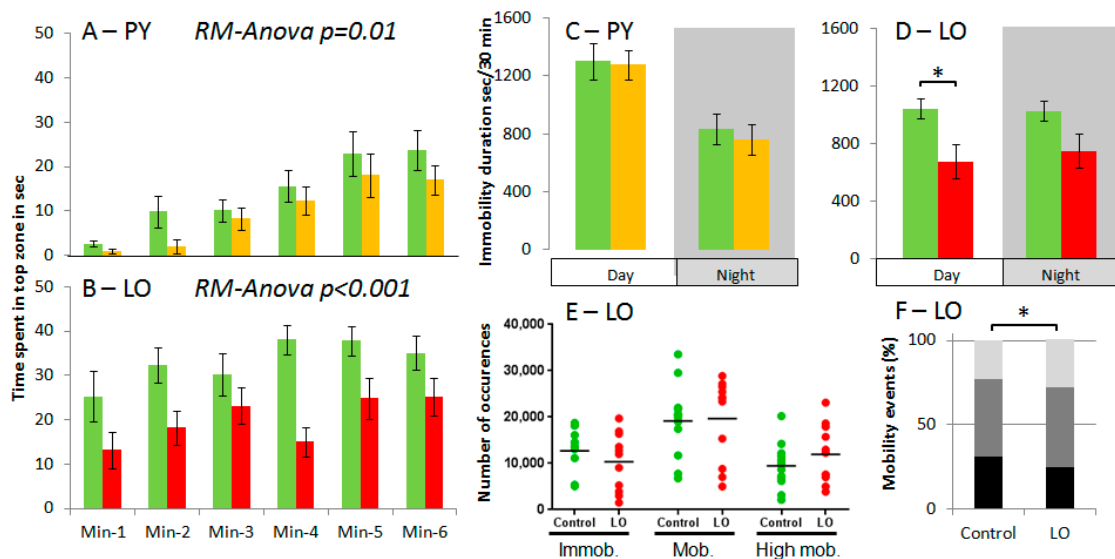 A – PY RM-Anova p=0.01
50
40
30
20
10
0
Time spent in top zone in sec
B – LO RM-Anova p<0.001
50
40
30
20
10
0
Min-1 Min-2 Min-3 Min-4 Min-5 Min-6
C – PY
1600
1200
800
400
0
Immobility duration sec/30 min
Day Night
D – LO
1600
1200
800
400
0
*
Day Night
E – LO
40,000
30,000
20,000
10,000
0
Number of occurences
Control LO Control LO Control LO
Immob. Mob. High mob.
F – LO
*
100
50
0
Mobility events (%)
Control LO